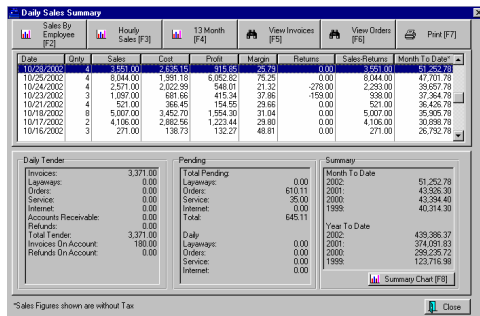 Daily Sales Summary
Sales By Employee [F2]
Hourly Sales [F3]
13 Month [F4]
View Invoices [F5]
View Orders [F6]
Print [F7]
Date Qnty Sales Cost Profit Margin Returns Sales-Returns Month To Date*
10/28/2002 4 3,551.00 2,635.15 915.85 25.79 0.00 3,551.00 51,252.78
10/25/2002 4 8,044.00 1,991.18 6,052.82 75.25 0.00 8,044.00 47,701.78
10/24/2002 4 2,571.00 2,022.99 548.01 21.32 -278.00 2,293.00 39,657.78
10/23/2002 3 1,097.00 681.66 415.34 37.86 -159.00 938.00 37,364.78
10/21/2002 4 521.00 366.45 154.55 29.66 0.00 521.00 36,426.78
10/18/2002 8 5,007.00 3,452.70 1,554.30 31.04 0.00 5,007.00 35,905.78
10/17/2002 2 4,106.00 2,882.56 1,223.44 29.80 0.00 4,106.00 30,898.78
10/16/2002 3 271.00 138.73 132.27 48.81 0.00 271.00 26,792.78
Daily Tender
Invoices: 3,371.00
Layaways: 0.00
Orders: 0.00
Service: 0.00
Internet: 0.00
Accounts Receivable: 0.00
Refunds: 0.00
Total Tender: 3,371.00
Invoices On Account: 180.00
Refunds On Account: 0.00
Pending
Total Pending:
Layaways: 0.00
Orders: 610.11
Service: 35.00
Internet: 0.00
Total: 645.11
Daily
Layaways: 0.00
Orders: 0.00
Service: 0.00
Internet: 0.00
Summary
Month To Date
2002: 51,252.78
2001: 43,926.30
2000: 43,394.40
1999: 40,314.30
Year To Date
2002: 439,386.37
2001: 374,091.83
2000: 299,235.72
1999: 123,716.98
Summary Chart [F8]
*Sales Figures shown are without Tax
Close